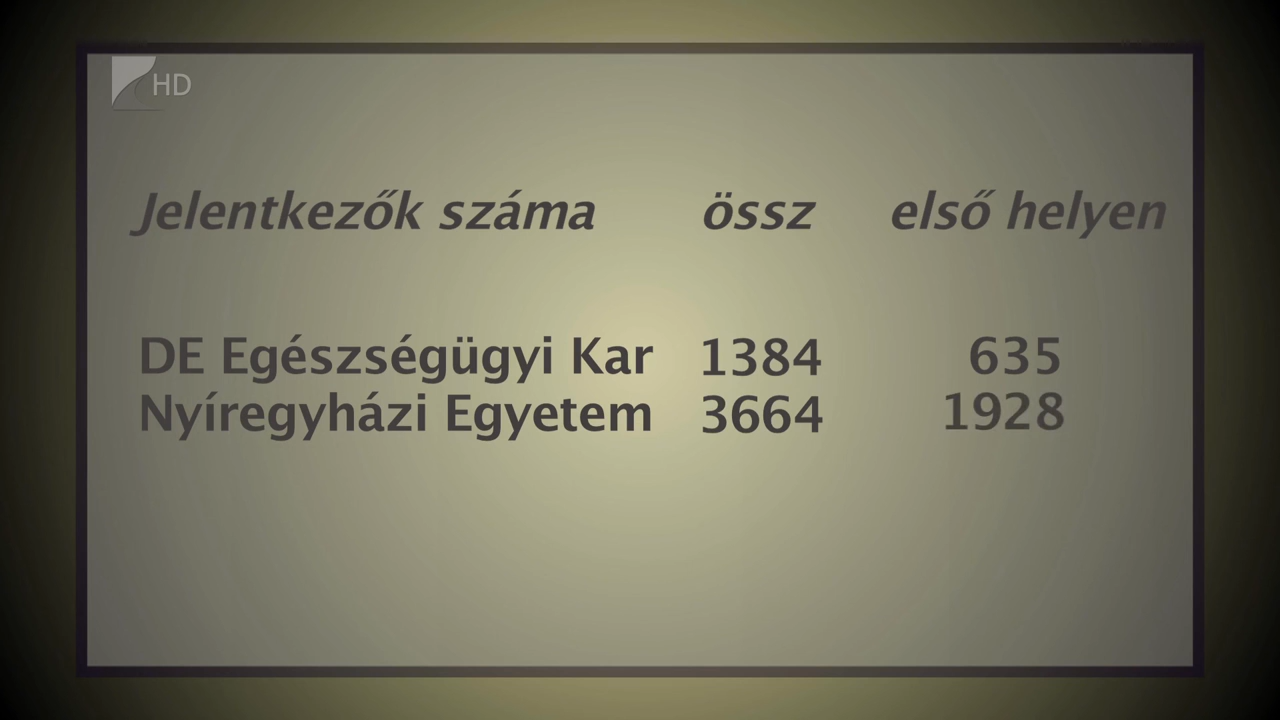 HD
Jelentkezők száma össz első helyen
DE Egészségügyi Kar 1384 635
Nyíregyházi Egyetem 3664 1928